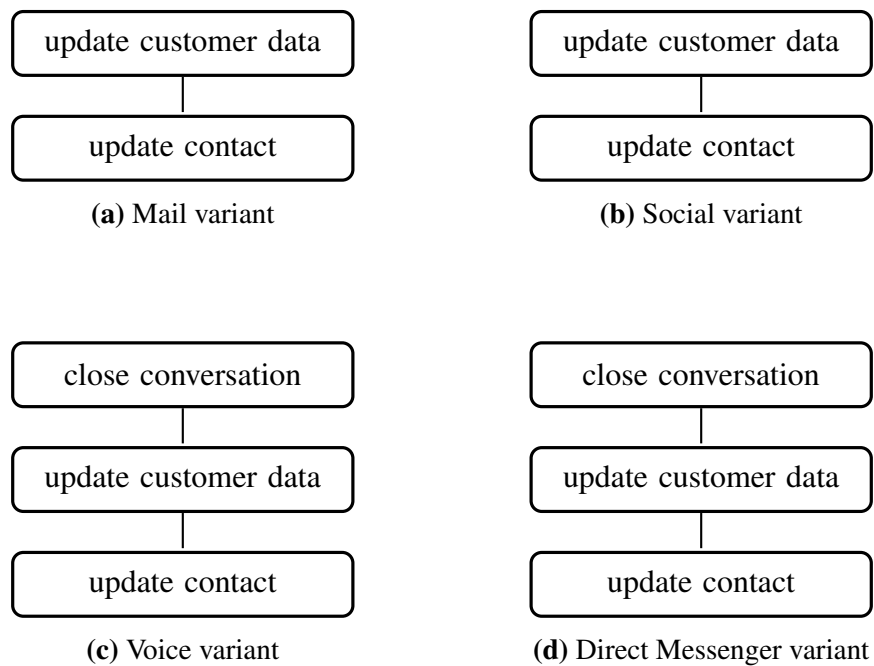 update customer data
update contact
(a) Mail variant
update customer data
update contact
(b) Social variant
close conversation
update customer data
update contact
(c) Voice variant
close conversation
update customer data
update contact
(d) Direct Messenger variant